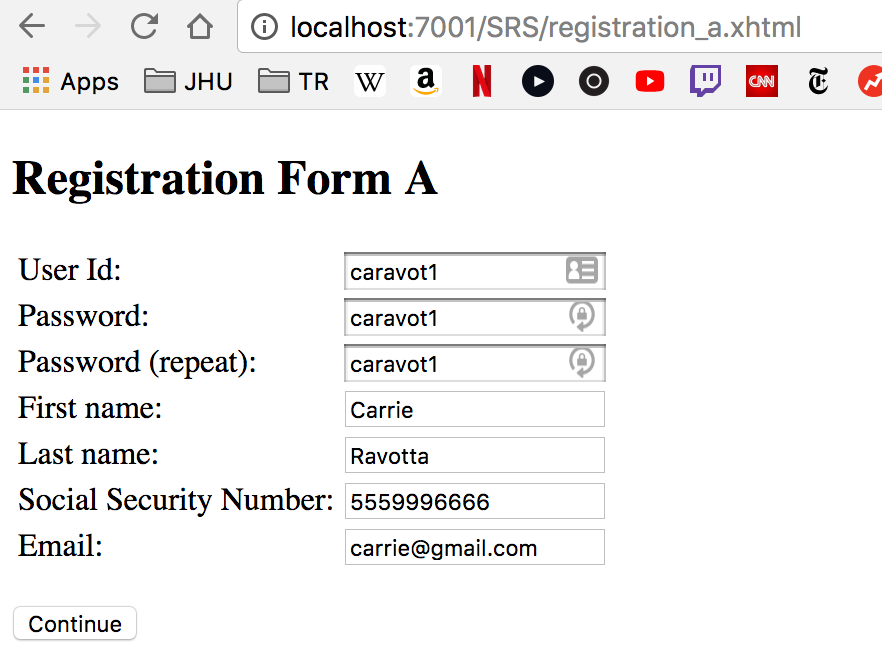 localhost:7001/SRS/registration_a.xhtml
Apps JHU TR W a N CNN T
Registration Form A
User Id: caravot1
Password: caravot1
Password (repeat): caravot1
First name: Carrie
Last name: Ravotta
Social Security Number: 5559996666
Email: carrie@gmail.com
Continue